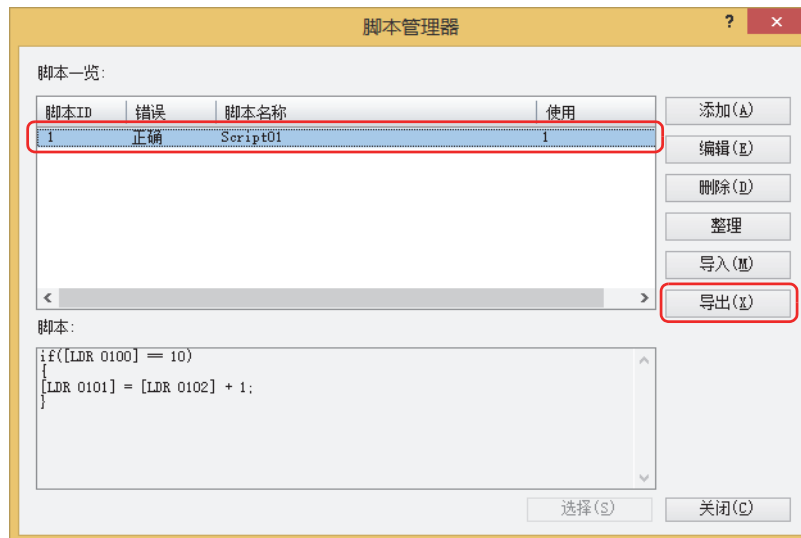 脚本管理器
?
×
脚本一览:
脚本ID 错误 脚本名称 使用
1 正确 Script01 1
添加(A)
编辑(E)
删除(D)
整理
导入(M)
导出(X)
脚本:
if([LDR 0100] == 10)
{
[LDR 0101] = [LDR 0102] + 1;
}
选择(S)
关闭(C)